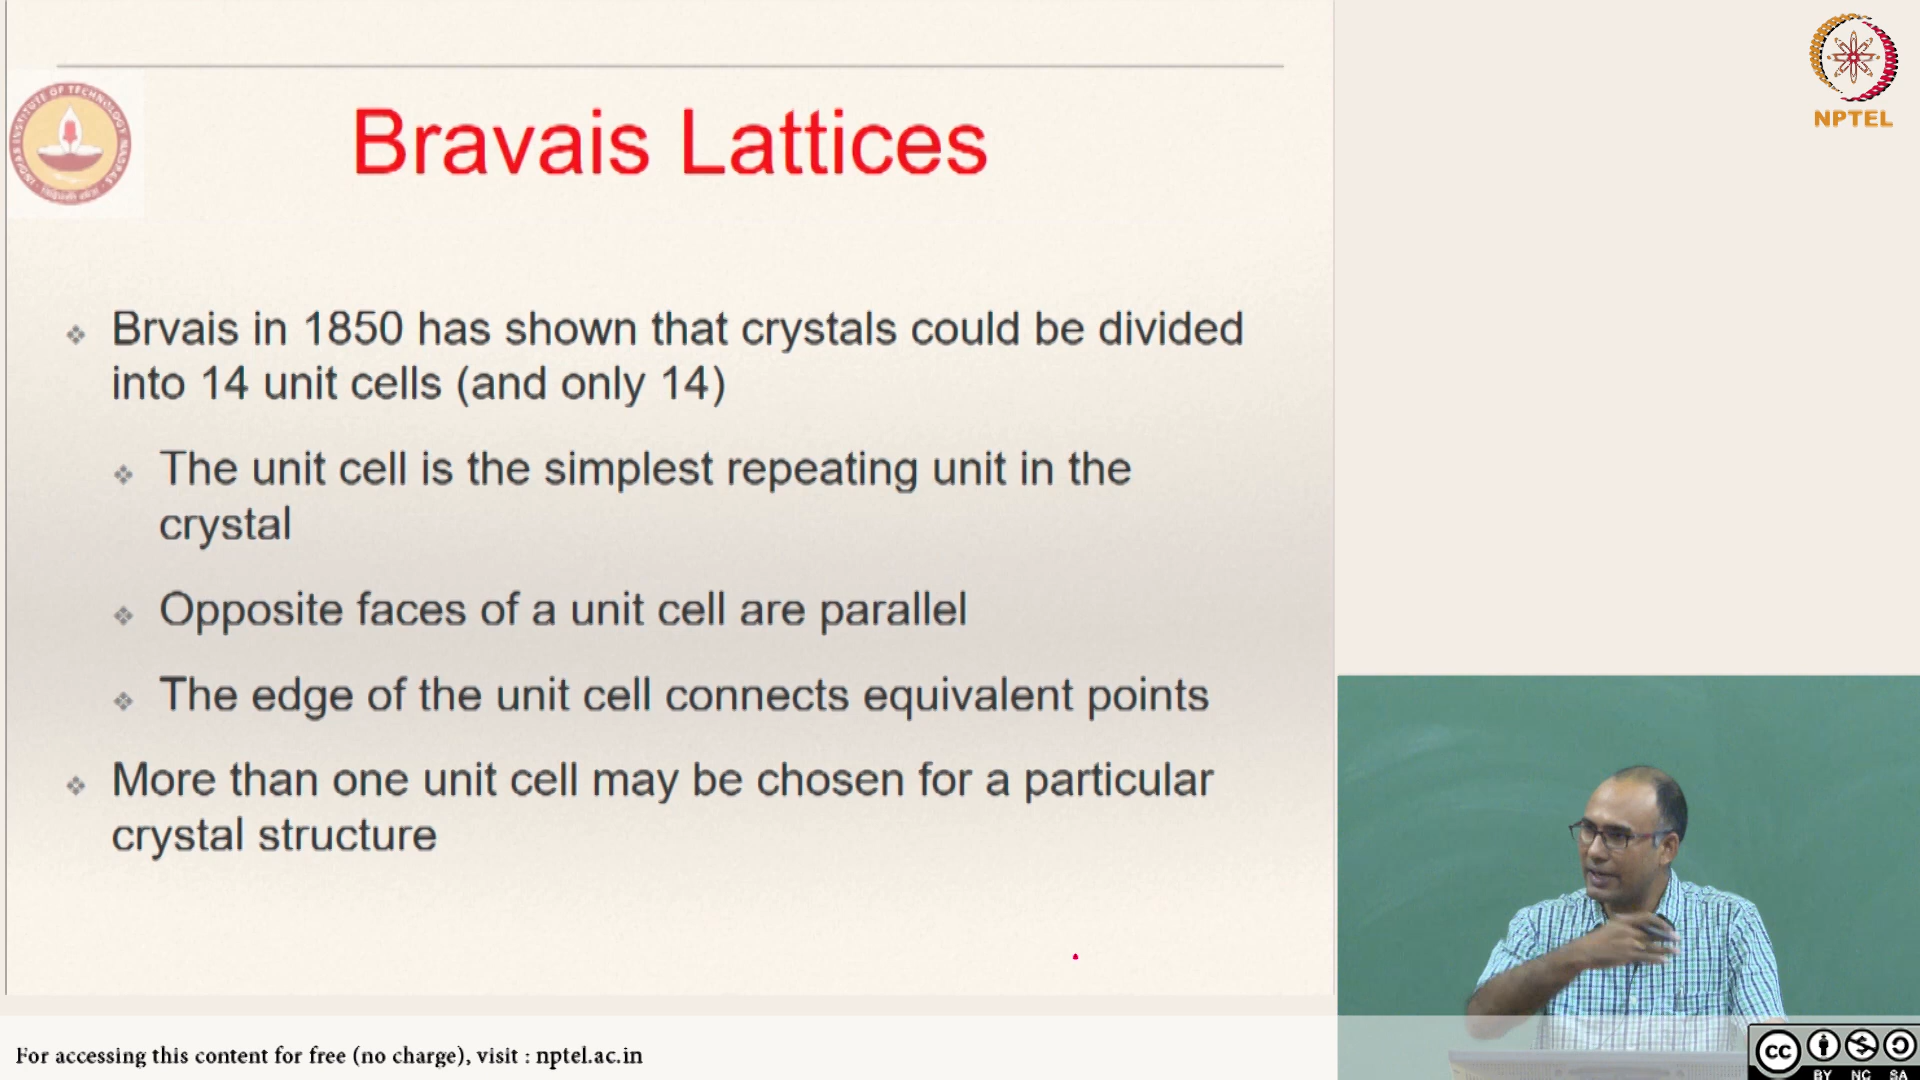 Bravais Lattices
Brvais in 1850 has shown that crystals could be divided
into 14 unit cells (and only 14)
The unit cell is the simplest repeating unit in the
crystal
Opposite faces of a unit cell are parallel
The edge of the unit cell connects equivalent points
More than one unit cell may be chosen for a particular
crystal structure
NPTEL
For accessing this content for free (no charge), visit : nptel.ac.in
CC
BY NC SA